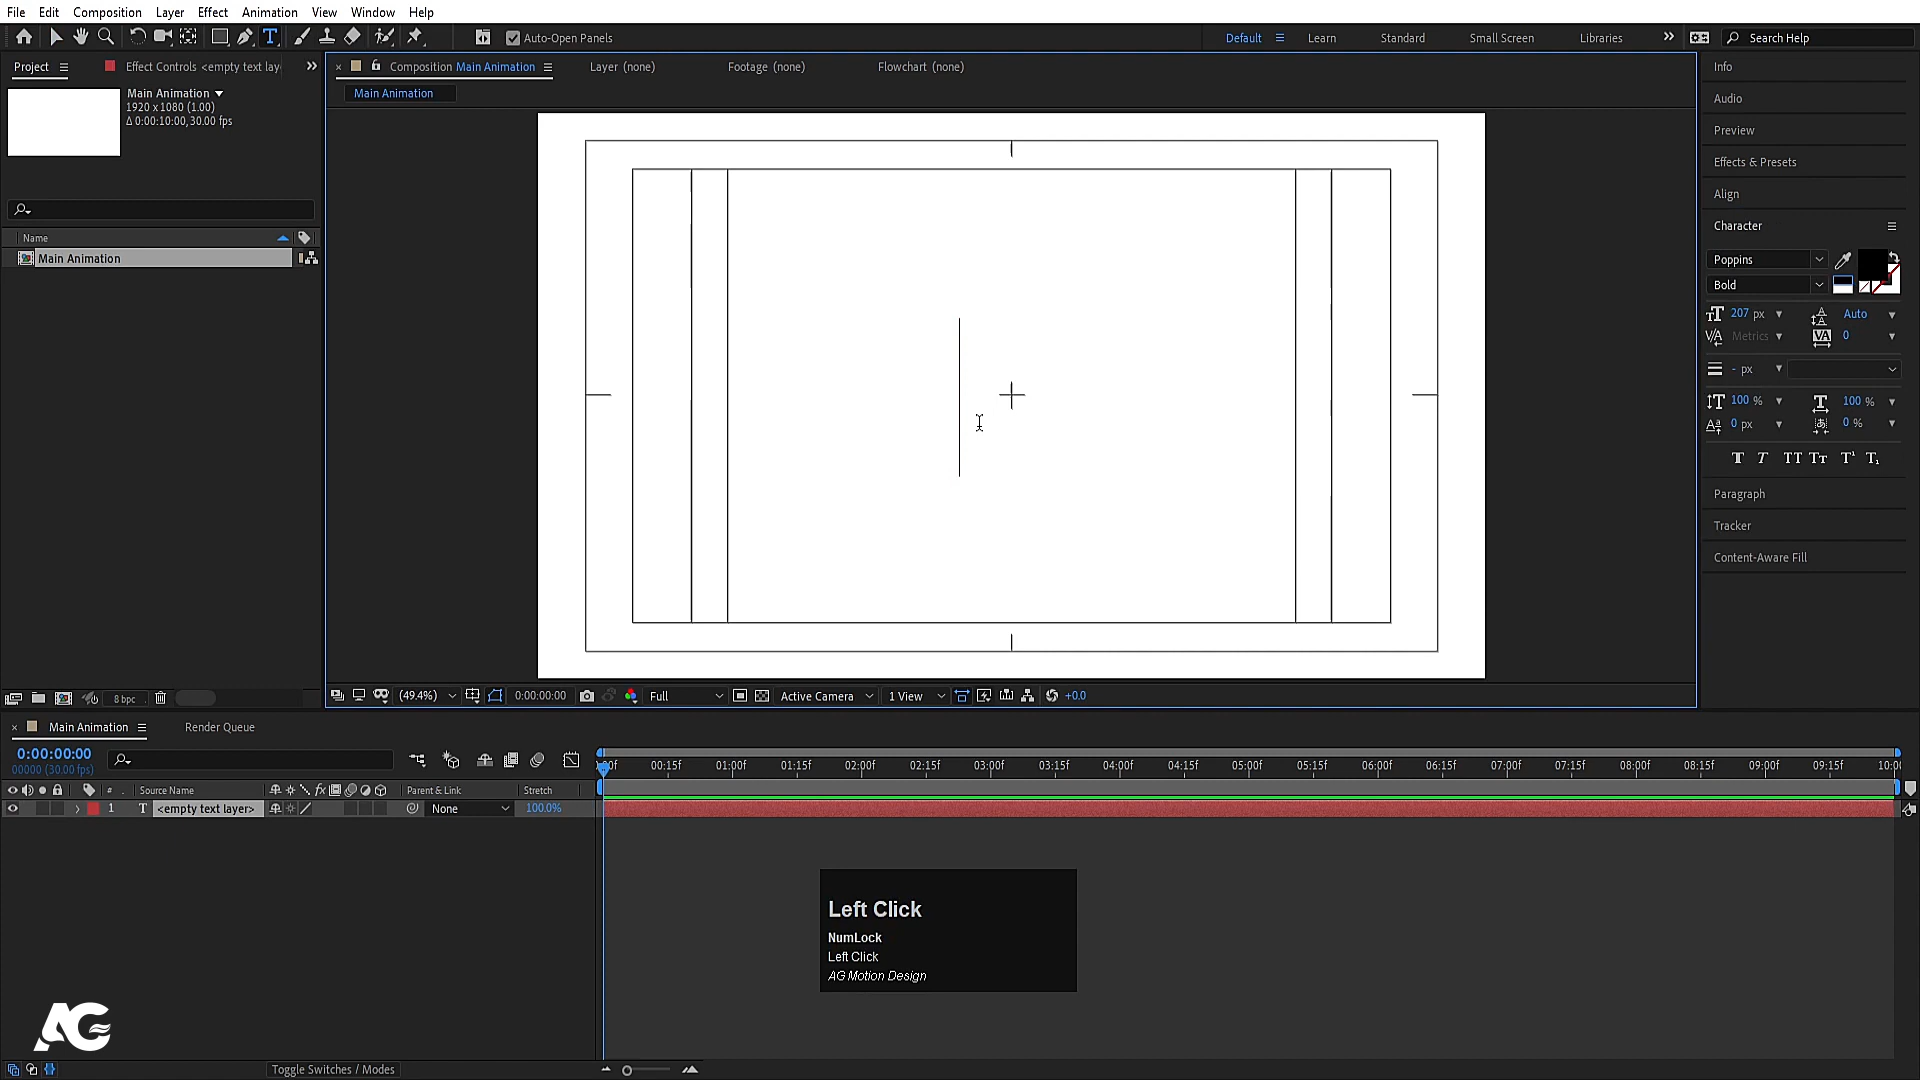 File Edit Composition Layer Effect Animation View Window Help
Auto-Open Panels Default Learn Standard Small Screen Libraries Search Help
Project Effect Controls <empty text lay Composition Main Animation Layer (none) Footage (none) Flowchart (none)
Main Animation
Main Animation
1920 x 1080 (1.00)
Δ 0:00:10:00, 30.00 fps
Name
Main Animation
Info
Audio
Preview
Effects & Presets
Align
Character
Poppins
Bold
207 px Auto
Metrics 0
- px
100 % 100 %
0 px 0 %
Paragraph
Tracker
Content-Aware Fill
8 bpc (49.4%) 0:00:00:00 Full Active Camera 1 View +0.0
Main Animation Render Queue
0:00:00:00
00000 (30.00 fps)
00:15f 01:00f 01:15f 02:00f 02:15f 03:00f 03:15f 04:00f 04:15f 05:00f 05:15f 06:00f 06:15f 07:00f 07:15f 08:00f 08:15f 09:00f 09:15f 10:00
# Source Name Parent & Link Stretch
1 T <empty text layer> None 100.0%
Left Click
NumLock
Left Click
AG Motion Design
AG
Toggle Switches / Modes